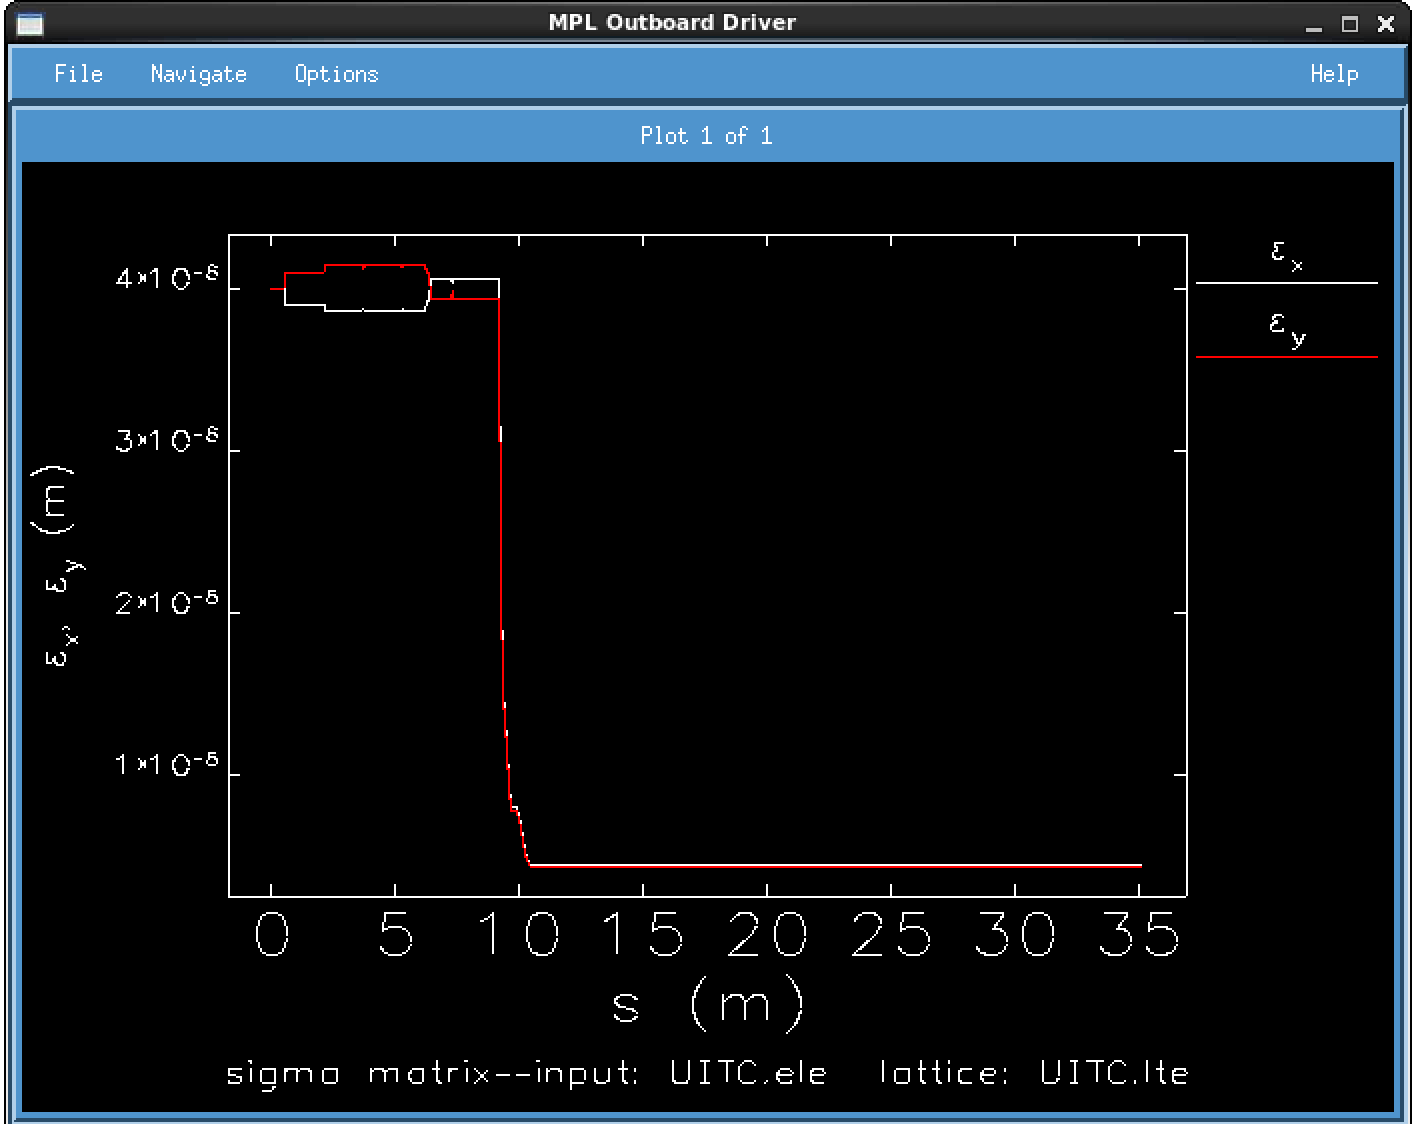 MPL Outboard Driver
File Navigate Options Help
Plot 1 of 1
4×10⁻⁶
3×10⁻⁶
2×10⁻⁶
1×10⁻⁶
εx, εy (m)
εx
εy
0 5 10 15 20 25 30 35
s (m)
sigma matrix--input: UITC.ele lattice: UITC.lte